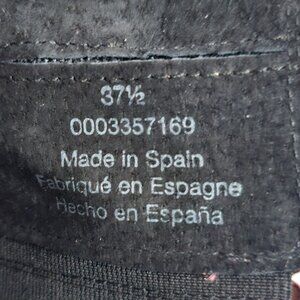 37½
0003357169
Made in Spain
Fabriqué en Espagne
Hecho en España